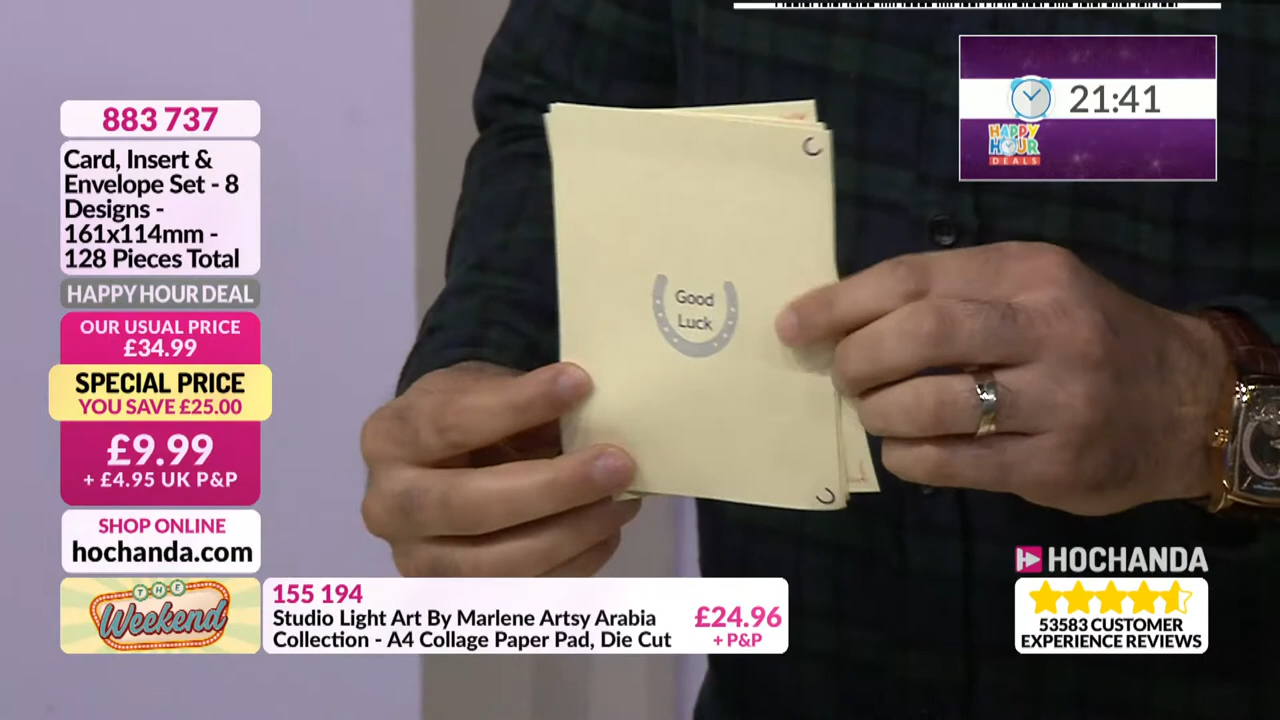 883 737
Card, Insert &
Envelope Set - 8
Designs -
161x114mm -
128 Pieces Total
HAPPY HOUR DEAL
OUR USUAL PRICE
£34.99
SPECIAL PRICE
YOU SAVE £25.00
£9.99
+ £4.95 UK P&P
SHOP ONLINE
hochanda.com
THE
Weekend
155 194
Studio Light Art By Marlene Artsy Arabia
Collection - A4 Collage Paper Pad, Die Cut
£24.96
+ P&P
Good
Luck
21:41
HAPPY
HOUR
DEALS
HOCHANDA
53583 CUSTOMER
EXPERIENCE REVIEWS